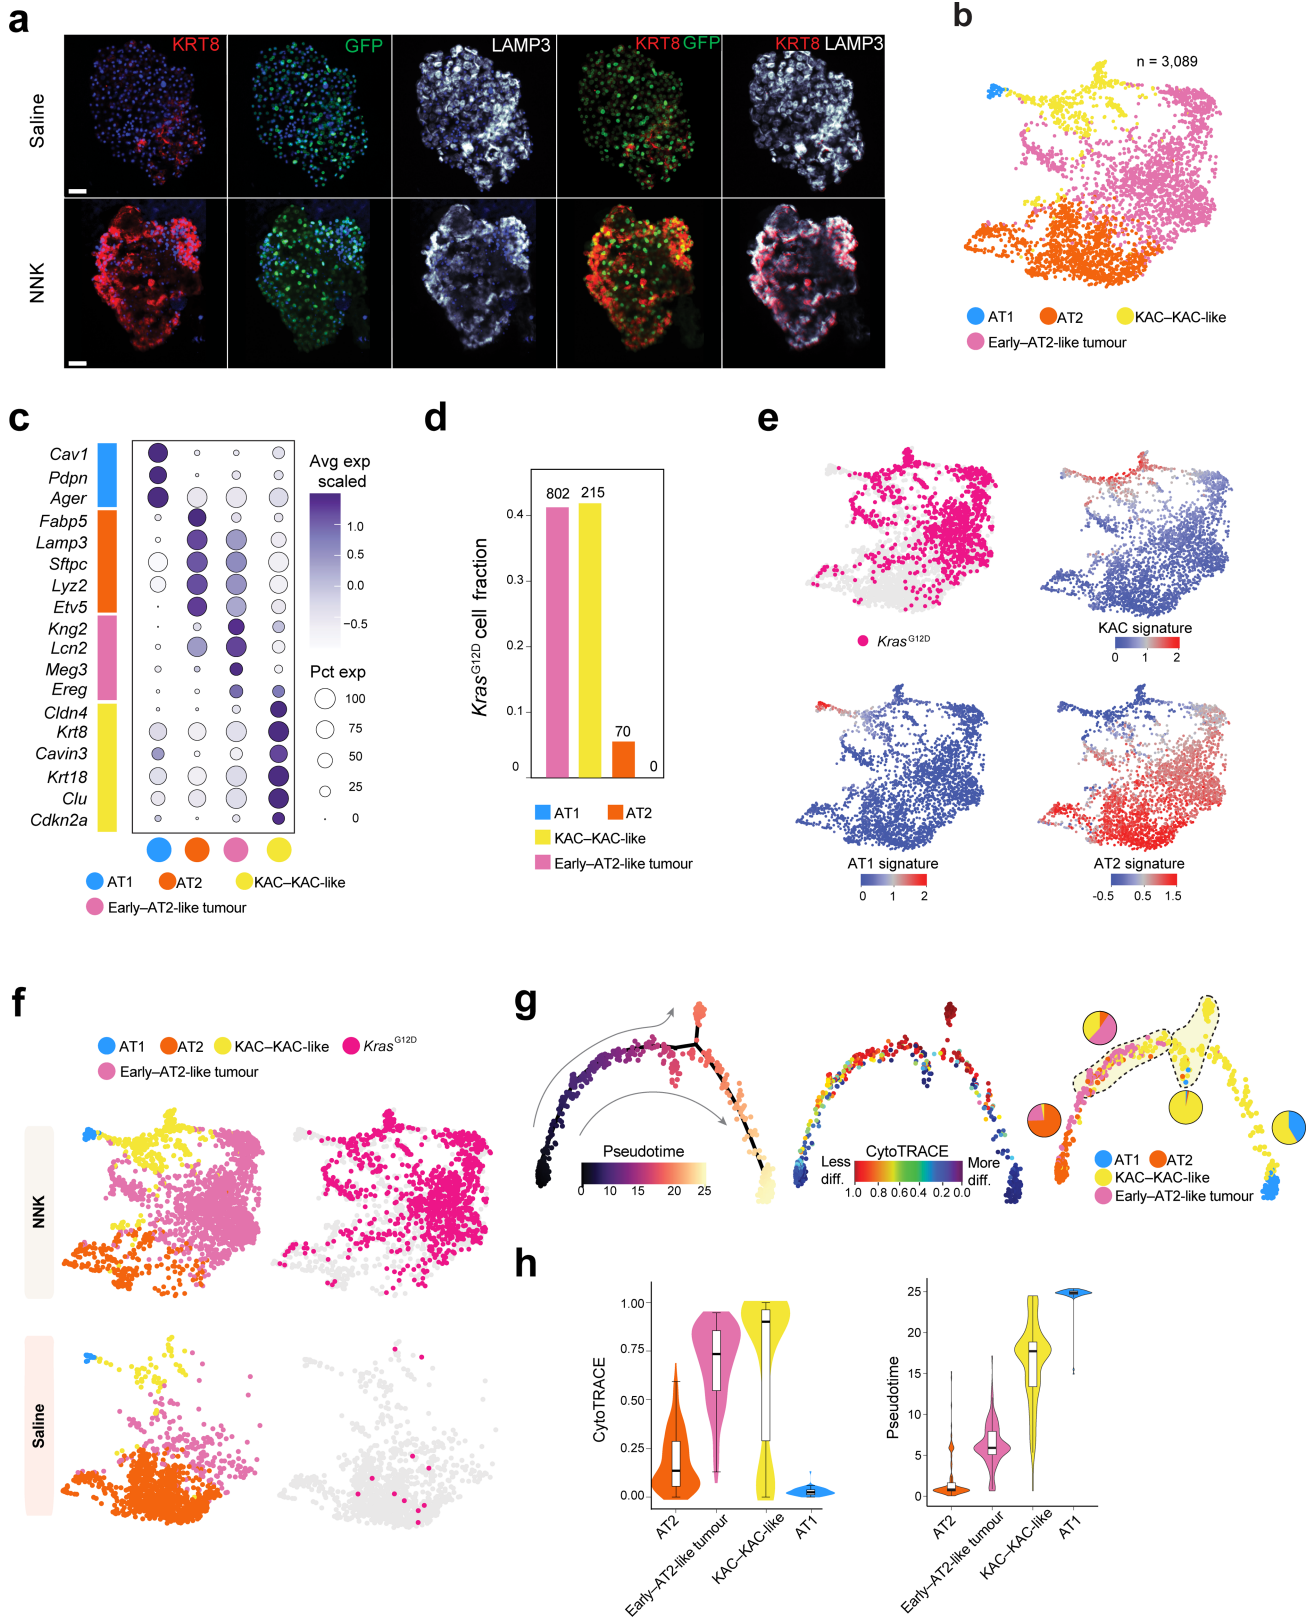 a
KRT8
GFP
LAMP3
KRT8 GFP
KRT8 LAMP3
Saline
NNK
b
n = 3,089
AT1
AT2
KAC–KAC-like
Early–AT2-like tumour
c
Cav1
Pdpn
Ager
Fabp5
Lamp3
Sftpc
Lyz2
Etv5
Kng2
Lcn2
Meg3
Ereg
Cldn4
Krt8
Cavin3
Krt18
Clu
Cdkn2a
Avg exp
scaled
1.0
0.5
0.0
−0.5
Pct exp
100
75
50
25
0
AT1
AT2
KAC–KAC-like
Early–AT2-like tumour
d
KrasG12D cell fraction
0.4
0.3
0.2
0.1
0
802
215
70
0
AT1
AT2
KAC–KAC-like
Early–AT2-like tumour
e
KrasG12D
KAC signature
0 1 2
AT1 signature
0 1 2
AT2 signature
-0.5 0.5 1.5
f
AT1
AT2
KAC–KAC-like
KrasG12D
Early–AT2-like tumour
NNK
Saline
g
Pseudotime
0 10 15 20 25
CytoTRACE
Less
diff.
More
diff.
1.0 0.8 0.6 0.4 0.2 0.0
AT1
AT2
KAC–KAC-like
Early–AT2-like tumour
h
CytoTRACE
1.00
0.75
0.50
0.25
0.00
AT2
Early–AT2-like tumour
KAC–KAC-like
AT1
Pseudotime
25
20
15
10
5
0
AT2
Early–AT2-like tumour
KAC–KAC-like
AT1